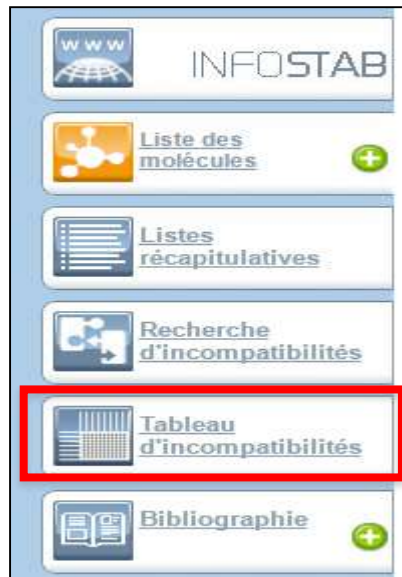 www
INFOSTAB
Liste des
molécules
Listes
récapitulatives
Recherche
d'incompatibilités
Tableau
d'incompatibilités
Bibliographie